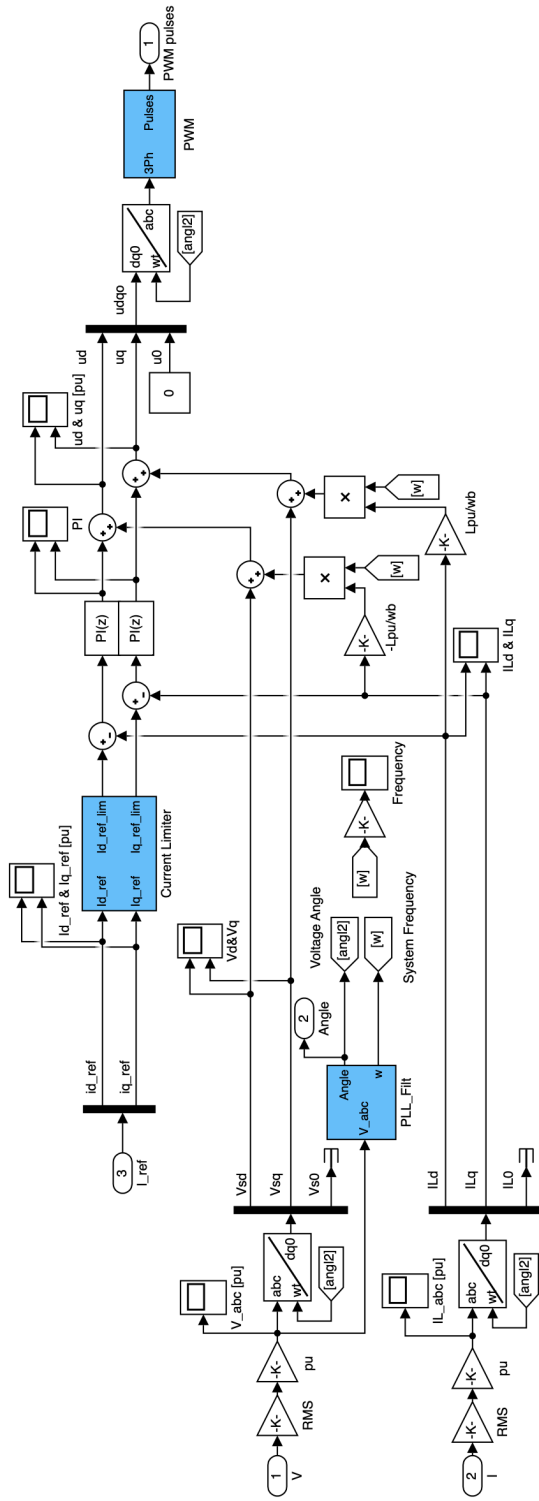 3
I_ref
id_ref
iq_ref
Id_ref & Iq_ref [pu]
Id_ref
Id_ref_lim
Iq_ref
Iq_ref_lim
Current Limiter
+
-
+
-
PI(z)
PI(z)
PI
+
+
+
+
ud & uq [pu]
ud
uq
0
u0
udqo
dq0
abc
wt
[angl2]
3Ph
Pulses
PWM
1
PWM pulses
1
V
-K-
RMS
-K-
pu
V_abc [pu]
abc
dq0
wt
[angl2]
Vsd
Vsq
Vs0
Vd&Vq
V_abc
Angle
w
PLL_Filt
2
Angle
Voltage Angle
[angl2]
[w]
System Frequency
[w]
-K-
Frequency
+
+
+
+
×
[w]
×
[w]
-K-
-Lpu/wb
-K-
Lpu/wb
2
I
-K-
RMS
-K-
pu
IL_abc [pu]
abc
dq0
wt
[angl2]
ILd
ILq
IL0
ILd & ILq